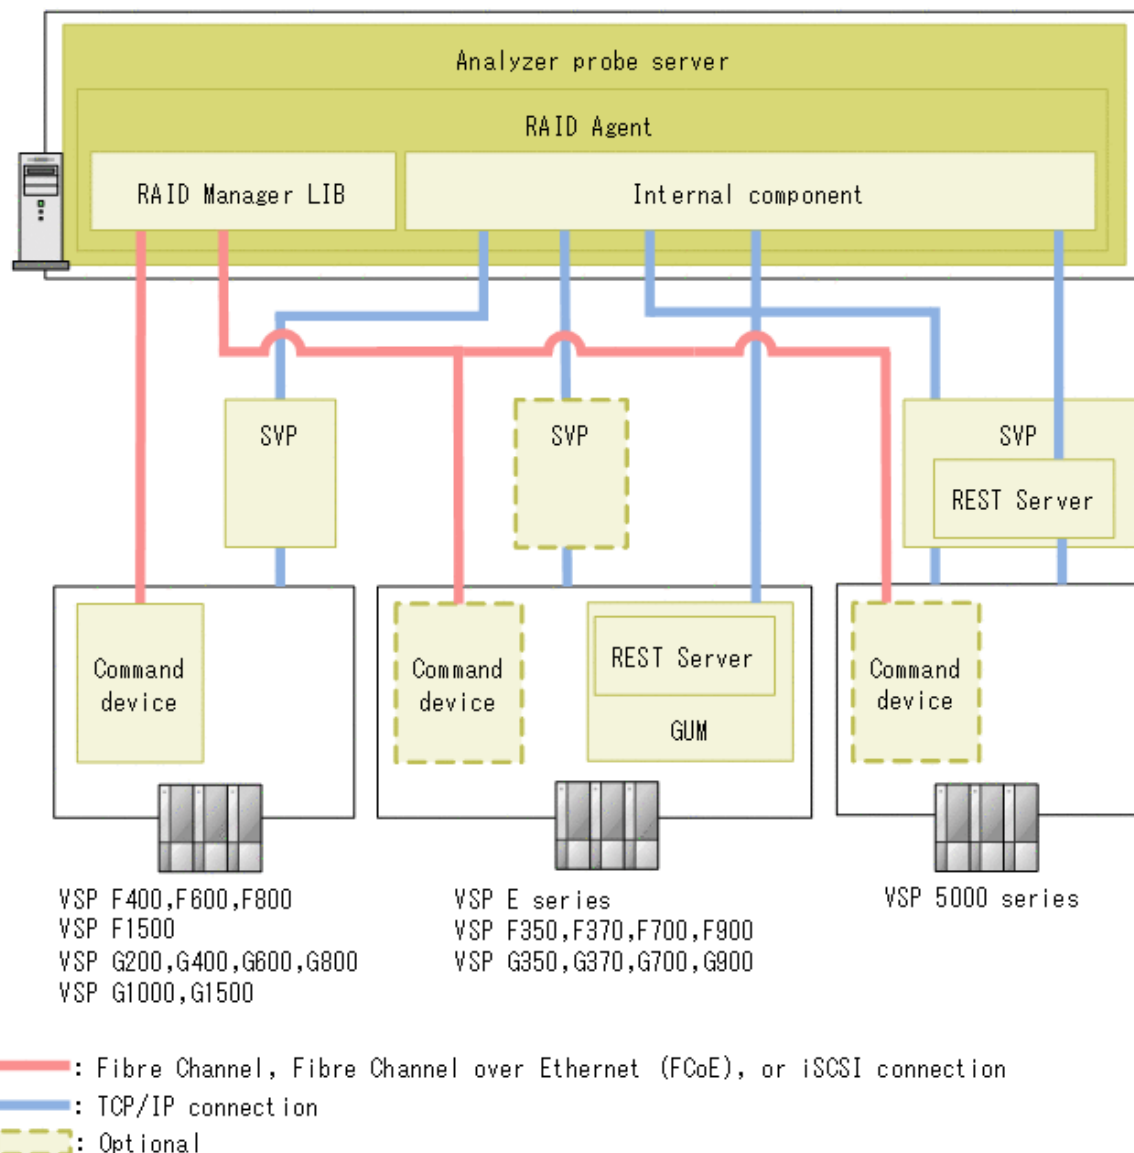 Analyzer probe server
RAID Agent
RAID Manager LIB
Internal component
SVP
SVP
SVP
REST Server
Command
device
Command
device
REST Server
GUM
Command
device
VSP F400,F600,F800
VSP F1500
VSP G200,G400,G600,G800
VSP G1000,G1500
VSP E series
VSP F350,F370,F700,F900
VSP G350,G370,G700,G900
VSP 5000 series
: Fibre Channel, Fibre Channel over Ethernet (FCoE), or iSCSI connection
: TCP/IP connection
: Optional